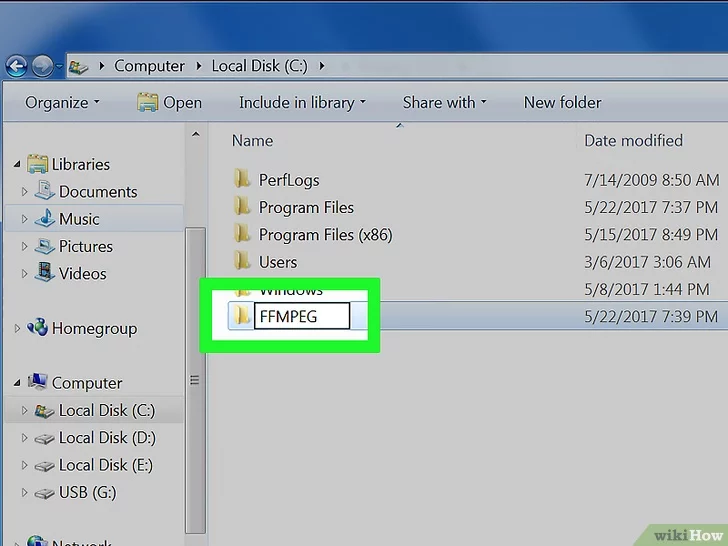 Computer Local Disk (C:)
Organize Open Include in library Share with New folder
Name Date modified
Libraries
Documents
Music
Pictures
Videos
Homegroup
Computer
Local Disk (C:)
Local Disk (D:)
Local Disk (E:)
USB (G:)
Network
PerfLogs 7/14/2009 8:50 AM
Program Files 5/22/2017 7:37 PM
Program Files (x86) 5/15/2017 8:49 PM
Users 3/6/2017 3:06 AM
Windows 5/8/2017 1:44 PM
FFMPEG 5/22/2017 7:39 PM
wikiHow